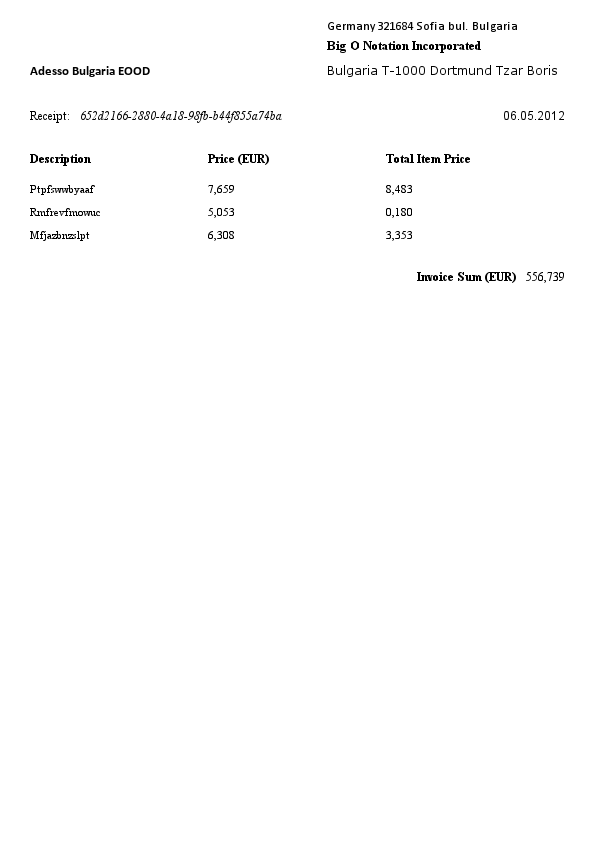 Germany 321684 Sofia bul. Bulgaria
Big O Notation Incorporated
Adesso Bulgaria EOOD Bulgaria T-1000 Dortmund Tzar Boris
Receipt: 652d2166-2880-4a18-98fb-b44f855a74ba 06.05.2012
Description Price (EUR) Total Item Price
Ptpfswwbyaaf 7,659 8,483
Rmfrevfmowuc 5,053 0,180
Mfjazbnzslpt 6,308 3,353
Invoice Sum (EUR) 556,739